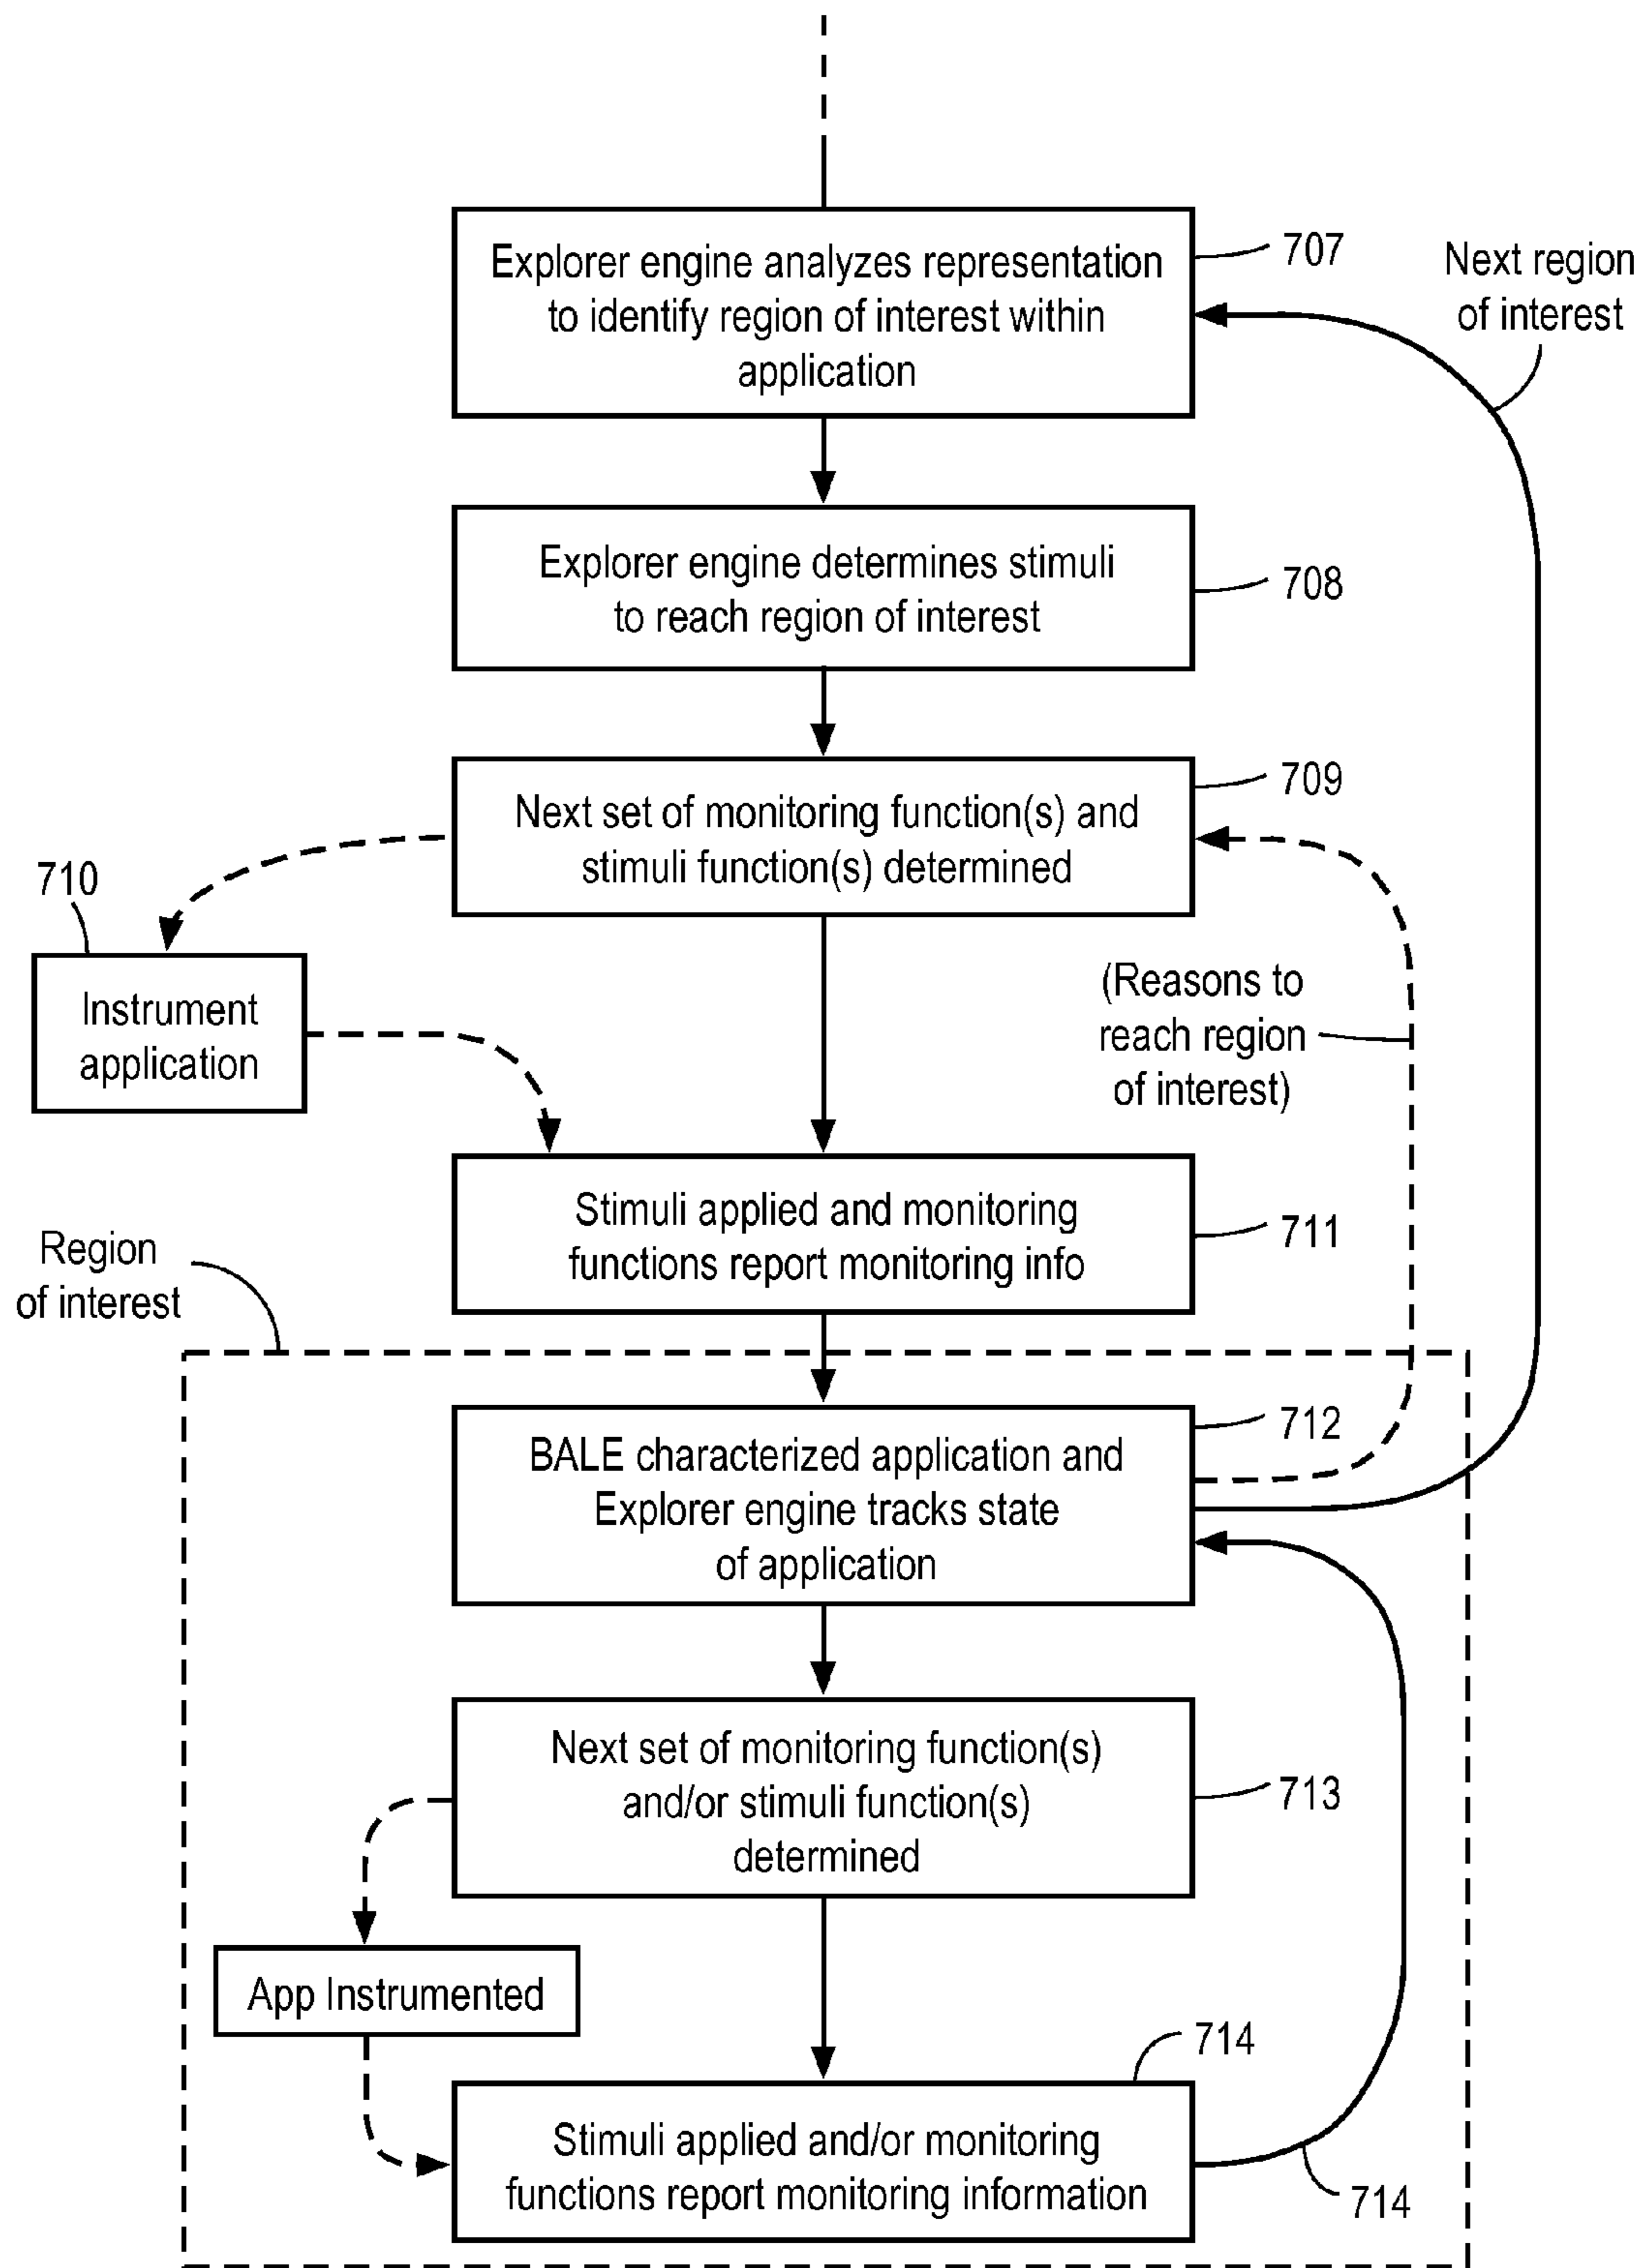 Explorer engine analyzes representation
to identify region of interest within
application
707
Next region
of interest
Explorer engine determines stimuli
to reach region of interest
708
Next set of monitoring function(s) and
stimuli function(s) determined
709
710
Instrument
application
(Reasons to
reach region
of interest)
Stimuli applied and monitoring
functions report monitoring info
711
Region
of interest
BALE characterized application and
Explorer engine tracks state
of application
712
Next set of monitoring function(s)
and/or stimuli function(s)
determined
713
App Instrumented
714
Stimuli applied and/or monitoring
functions report monitoring information
714